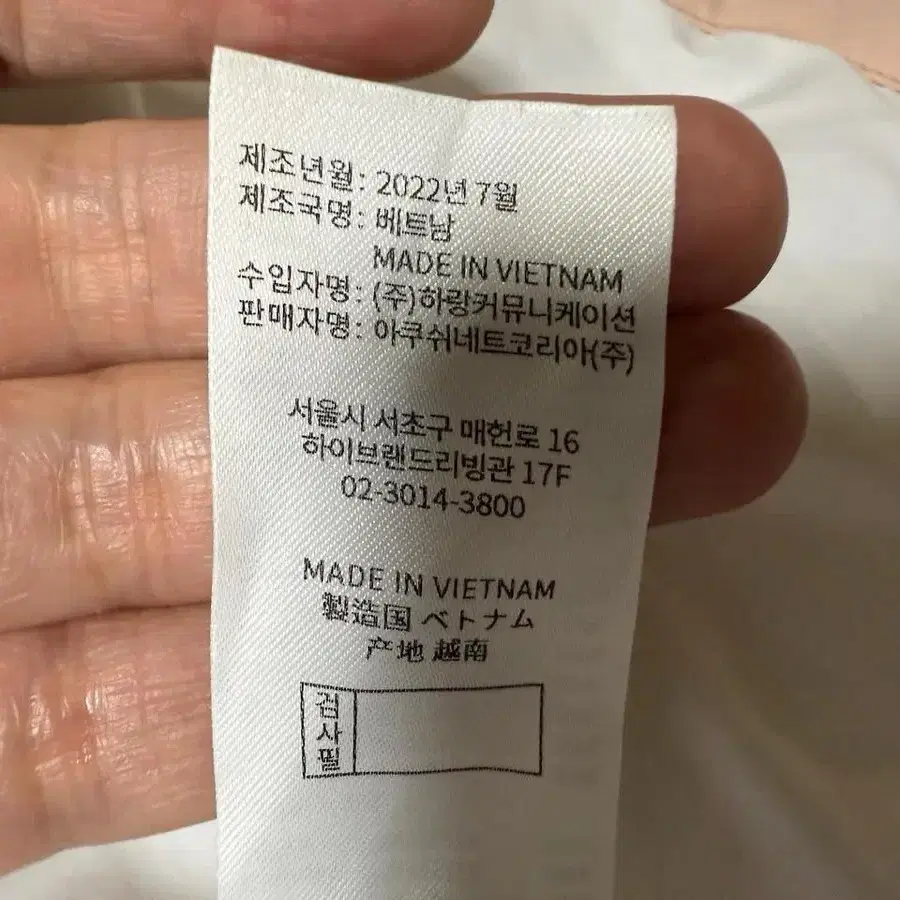 제조년월: 2022년 7월
제조국명: 베트남
MADE IN VIETNAM
수입자명: (주)하랑커뮤니케이션
판매자명: 아쿠쉬네트코리아(주)
서울시 서초구 매헌로 16
하이브랜드리빙관 17F
02-3014-3800
MADE IN VIETNAM
製造国 ベトナム
产地 越南
검사필